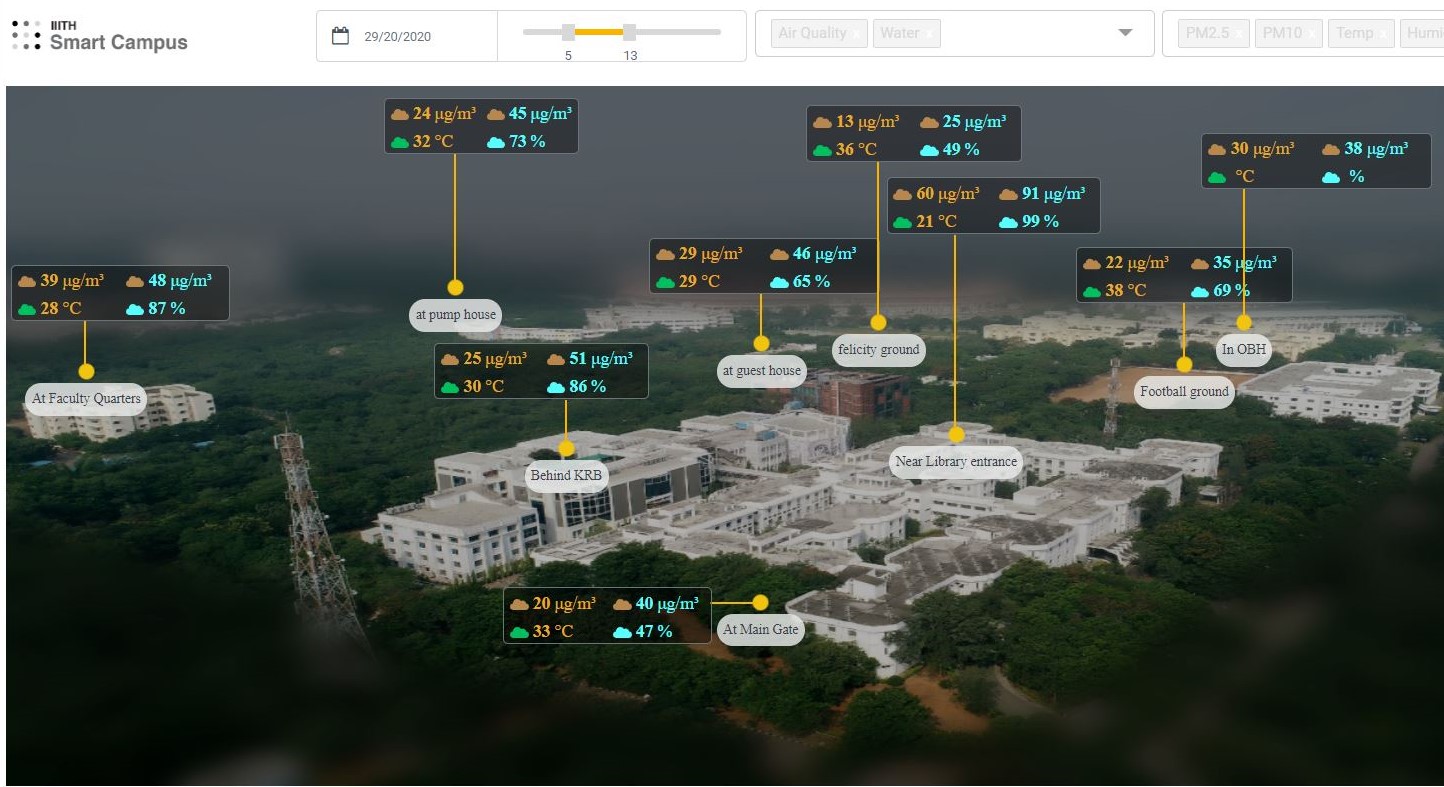 IIITH
Smart Campus
29/20/2020
5 13
Air Quality x Water x
PM2.5 x PM10 x Temp x Humi
24 µg/m³ 45 µg/m³
32 °C 73 %
13 µg/m³ 25 µg/m³
36 °C 49 %
30 µg/m³ 38 µg/m³
°C %
60 µg/m³ 91 µg/m³
21 °C 99 %
29 µg/m³ 46 µg/m³
29 °C 65 %
22 µg/m³ 35 µg/m³
38 °C 69 %
39 µg/m³ 48 µg/m³
28 °C 87 %
at pump house
felicity ground
In OBH
at guest house
25 µg/m³ 51 µg/m³
30 °C 86 %
At Faculty Quarters
Football ground
Near Library entrance
Behind KRB
20 µg/m³ 40 µg/m³
33 °C 47 %
At Main Gate